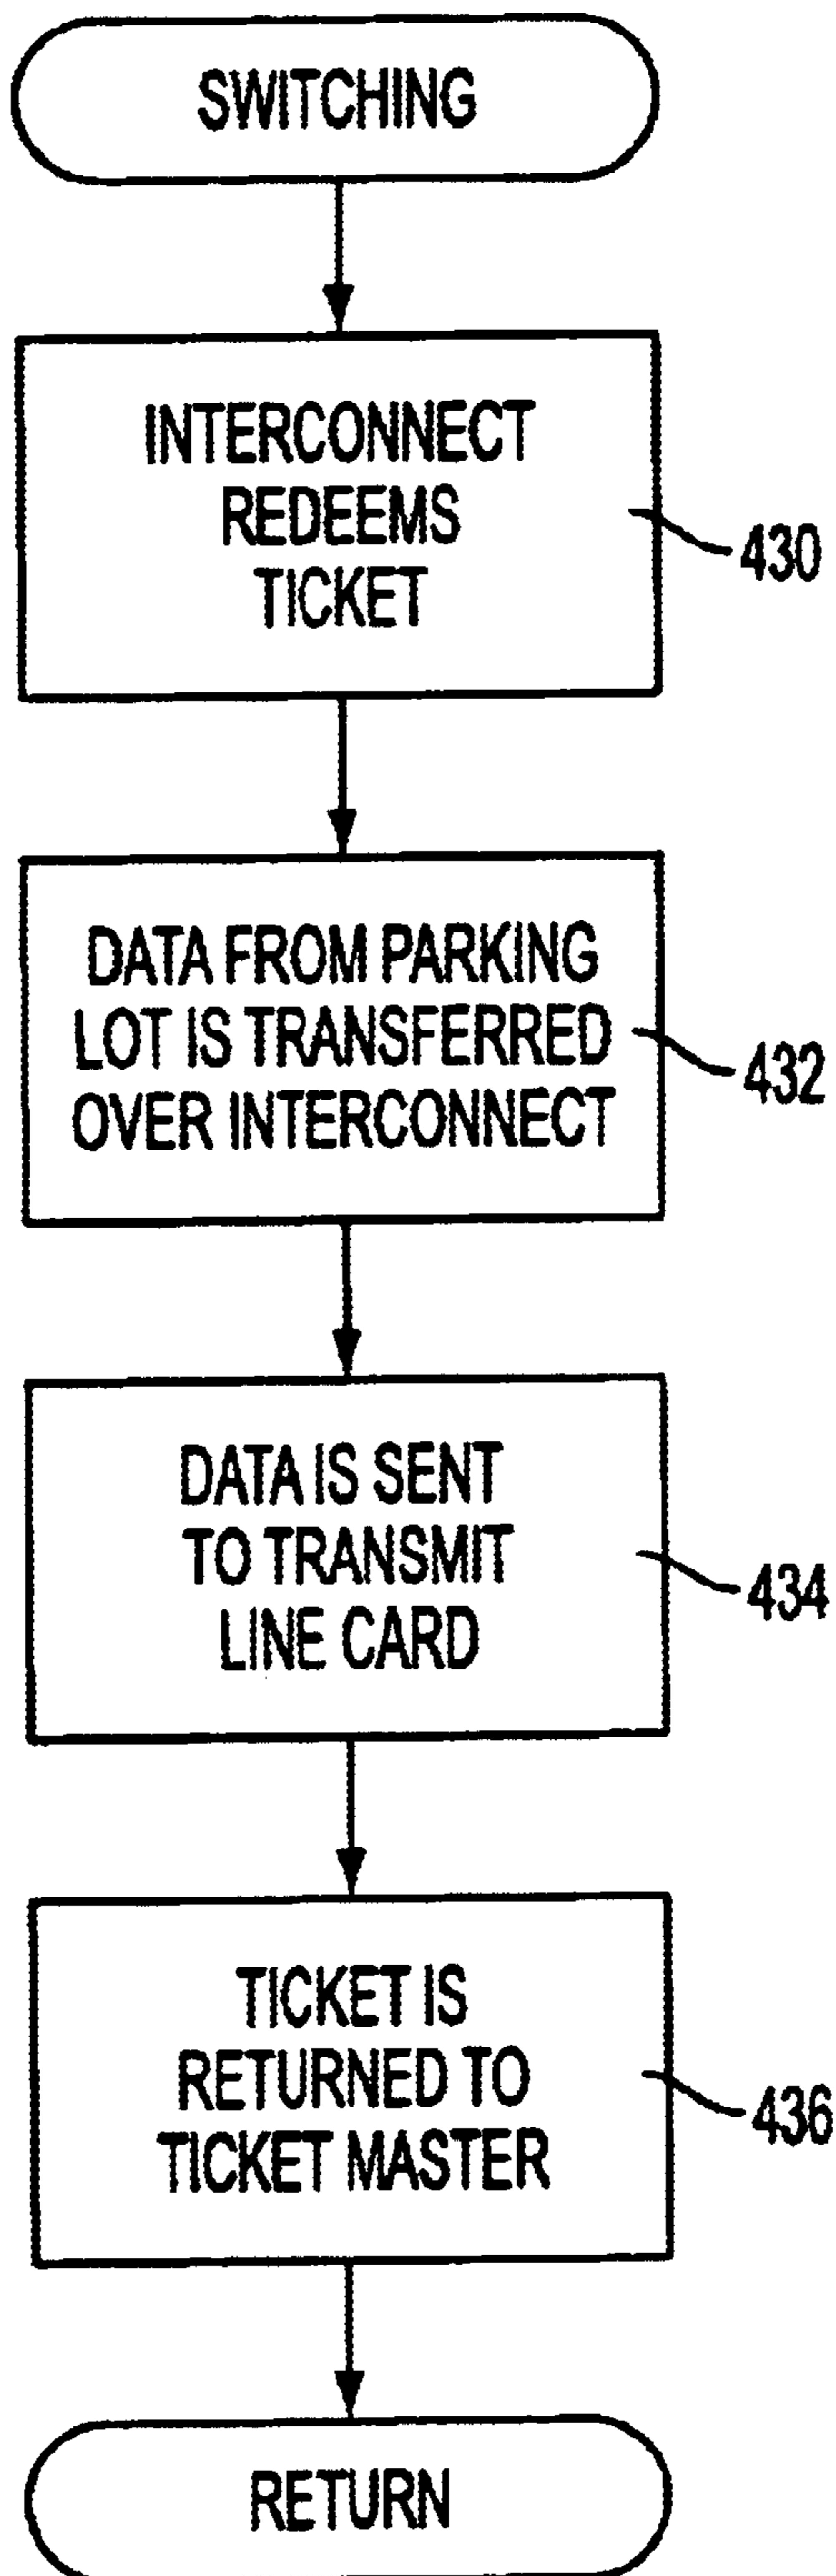 SWITCHING
INTERCONNECT
REDEEMS
TICKET
430
DATA FROM PARKING
LOT IS TRANSFERRED
OVER INTERCONNECT
432
DATA IS SENT
TO TRANSMIT
LINE CARD
434
TICKET IS
RETURNED TO
TICKET MASTER
436
RETURN